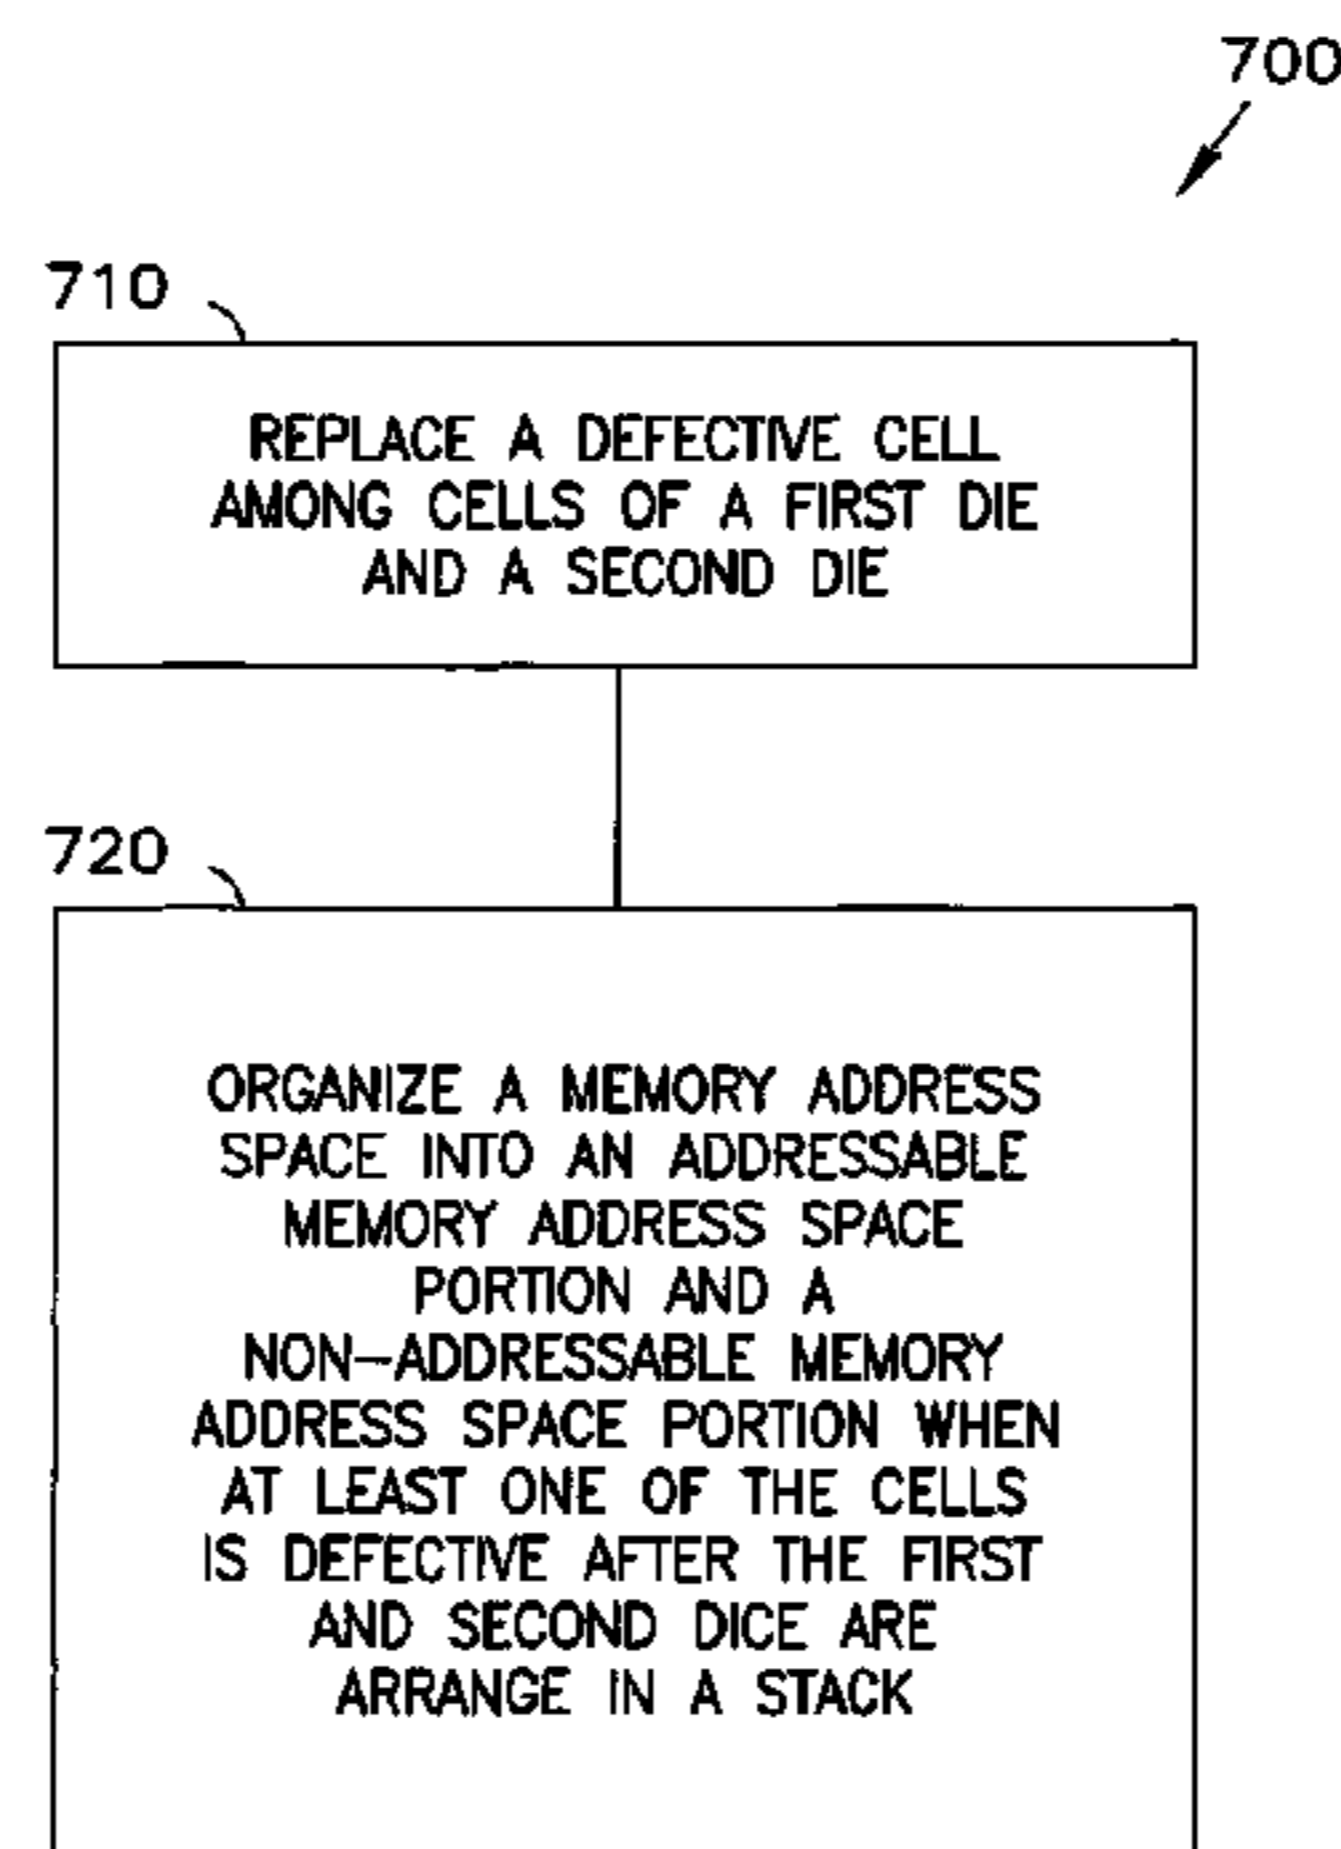 700
710
REPLACE A DEFECTIVE CELL
AMONG CELLS OF A FIRST DIE
AND A SECOND DIE
720
ORGANIZE A MEMORY ADDRESS
SPACE INTO AN ADDRESSABLE
MEMORY ADDRESS SPACE
PORTION AND A
NON-ADDRESSABLE MEMORY
ADDRESS SPACE PORTION WHEN
AT LEAST ONE OF THE CELLS
IS DEFECTIVE AFTER THE FIRST
AND SECOND DICE ARE
ARRANGE IN A STACK